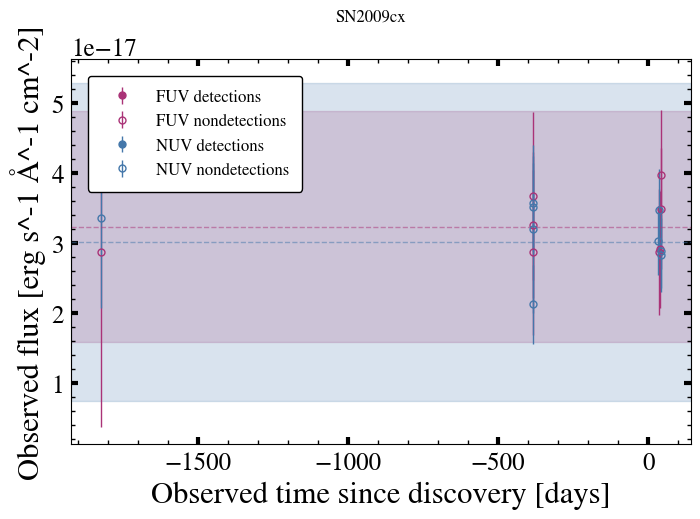 SN2009cx
1e−17
FUV detections
FUV nondetections
NUV detections
NUV nondetections
5
4
3
2
1
−1500
−1000
−500
0
Observed time since discovery [days]
Observed flux [erg s^-1 Å^-1 cm^-2]